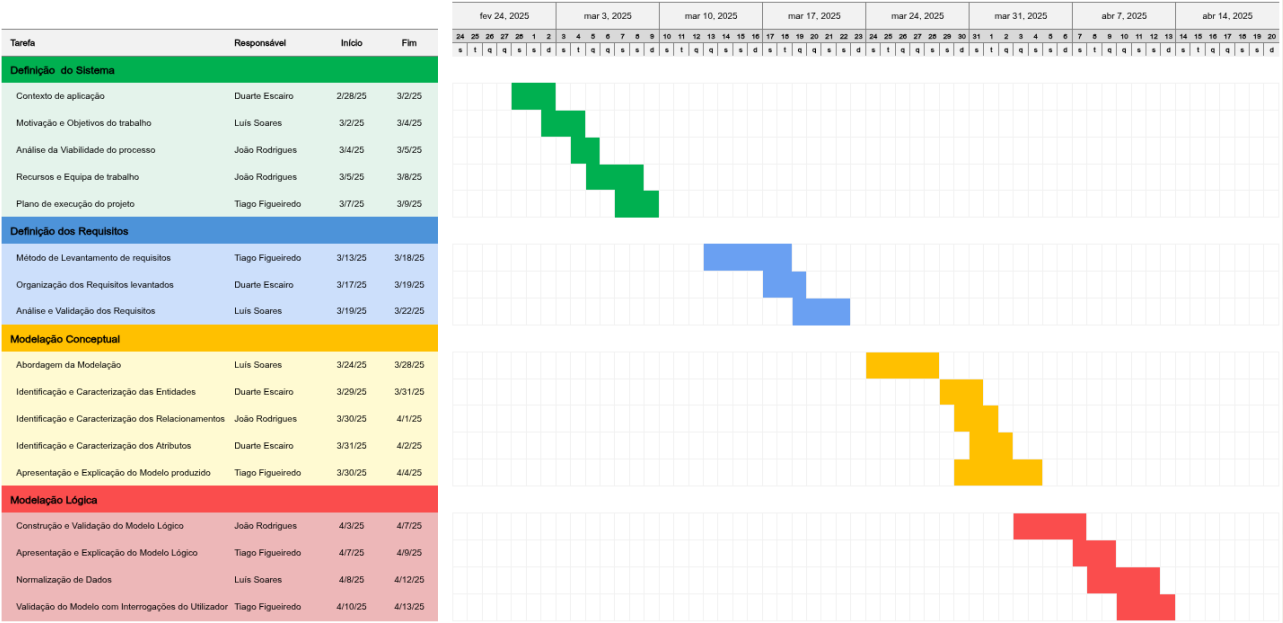 fev 24, 2025 mar 3, 2025 mar 10, 2025 mar 17, 2025 mar 24, 2025 mar 31, 2025 abr 7, 2025 abr 14, 2025
24 25 26 27 28 1 2 3 4 5 6 7 8 9 10 11 12 13 14 15 16 17 18 19 20 21 22 23 24 25 26 27 28 29 30 31 1 2 3 4 5 6 7 8 9 10 11 12 13 14 15 16 17 18 19 20
Tarefa Responsável Início Fim
s t q q s s d s t q q s s d s t q q s s d s t q q s s d s t q q s s d s t q q s s d s t q q s s d s t q q s s d
Definição do Sistema
Contexto de aplicação Duarte Escairo 2/28/25 3/2/25
Motivação e Objetivos do trabalho Luís Soares 3/2/25 3/4/25
Análise da Viabilidade do processo João Rodrigues 3/4/25 3/5/25
Recursos e Equipa de trabalho João Rodrigues 3/5/25 3/8/25
Plano de execução do projeto Tiago Figueiredo 3/7/25 3/9/25
Definição dos Requisitos
Método de Levantamento de requisitos Tiago Figueiredo 3/13/25 3/18/25
Organização dos Requisitos levantados Duarte Escairo 3/17/25 3/19/25
Análise e Validação dos Requisitos Luís Soares 3/19/25 3/22/25
Modelação Conceptual
Abordagem da Modelação Luís Soares 3/24/25 3/28/25
Identificação e Caracterização das Entidades Duarte Escairo 3/29/25 3/31/25
Identificação e Caracterização dos Relacionamentos João Rodrigues 3/30/25 4/1/25
Identificação e Caracterização dos Atributos Duarte Escairo 3/31/25 4/2/25
Apresentação e Explicação do Modelo produzido Tiago Figueiredo 3/30/25 4/4/25
Modelação Lógica
Construção e Validação do Modelo Lógico João Rodrigues 4/3/25 4/7/25
Apresentação e Explicação do Modelo Lógico Tiago Figueiredo 4/7/25 4/9/25
Normalização de Dados Luís Soares 4/8/25 4/12/25
Validação do Modelo com Interrogações do Utilizador Tiago Figueiredo 4/10/25 4/13/25